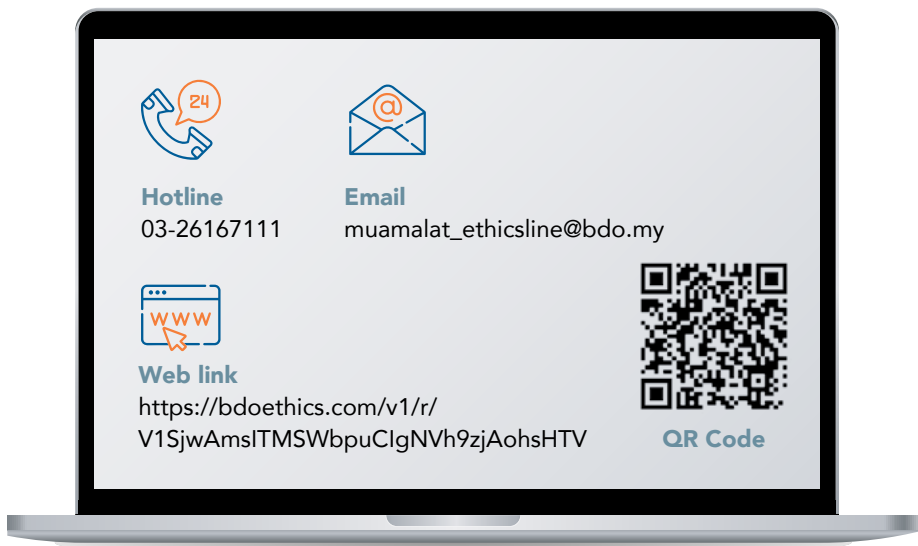 24
@
Hotline
03-26167111
Email
muamalat_ethicsline@bdo.my
WWW
Web link
https://bdoethics.com/v1/r/
V1SjwAmsITMSWbpuCIgNVh9zjAohsHTV
QR Code